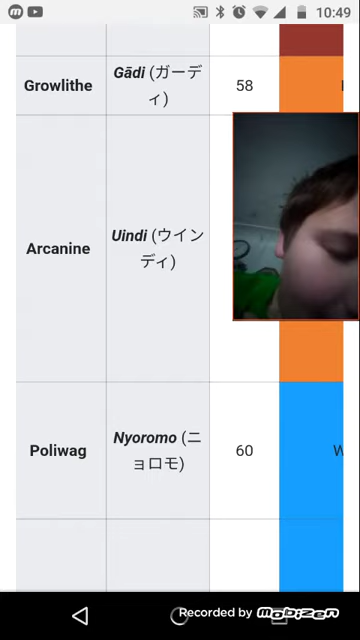 10:49
Growlithe
Gādi (ガーデ
ィ)
58
Arcanine
Uindi (ウイン
ディ)
Poliwag
Nyoromo (ニ
ョロモ)
60
W
Recorded by mobizen